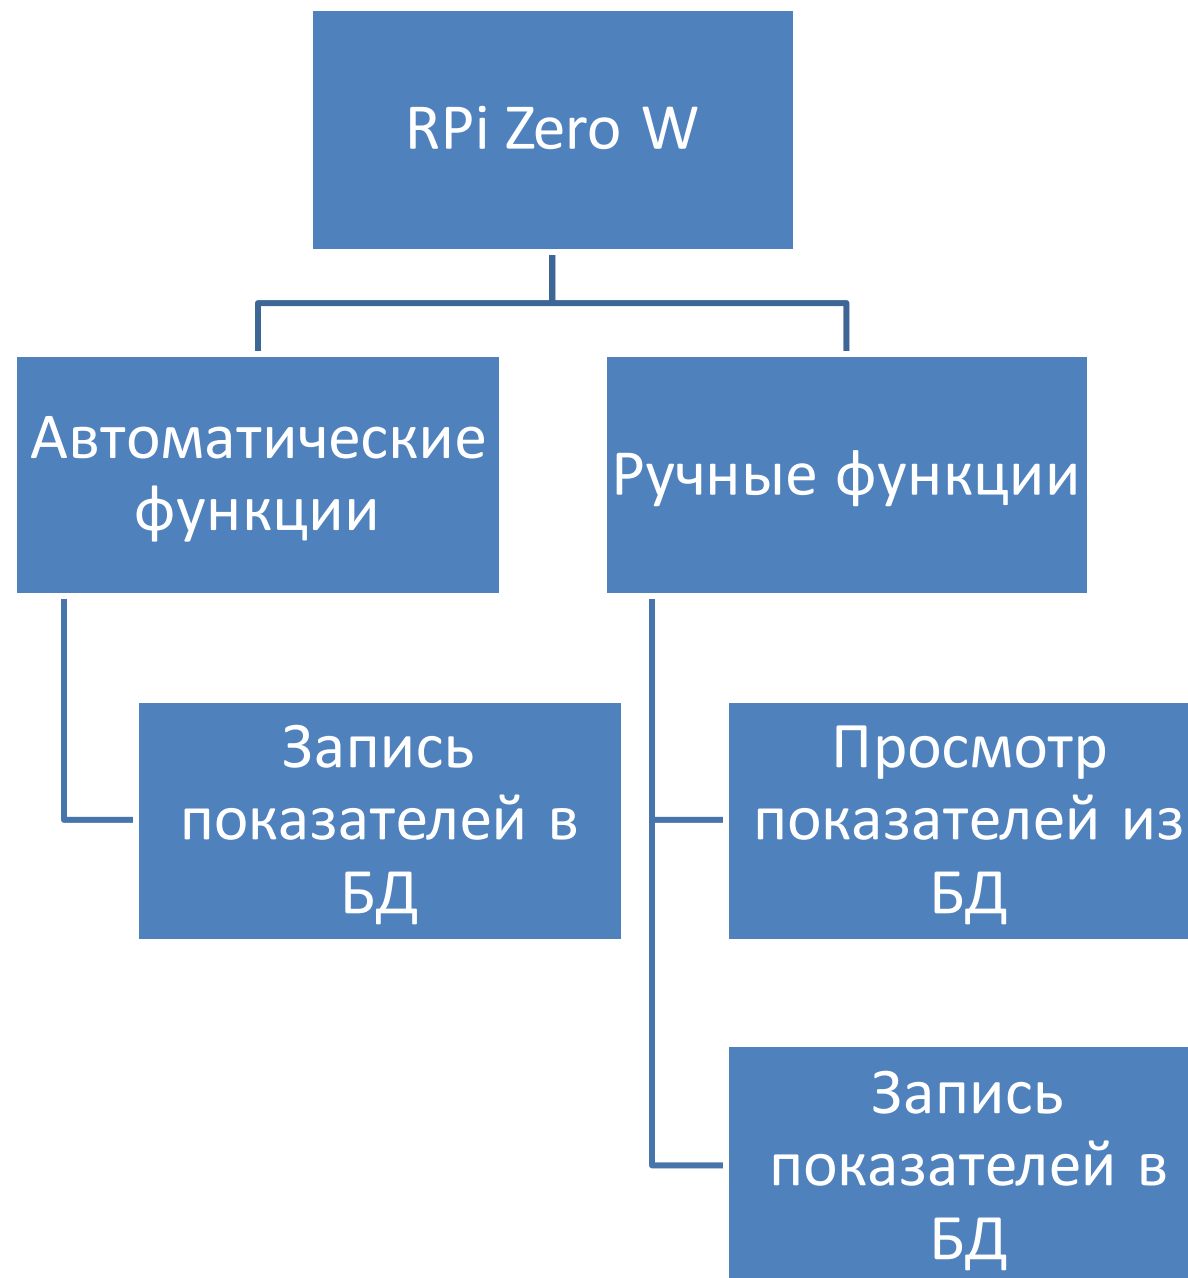 RPi Zero W
Автоматические
функции
Ручные функции
Запись
показателей в
БД
Просмотр
показателей из
БД
Запись
показателей в
БД